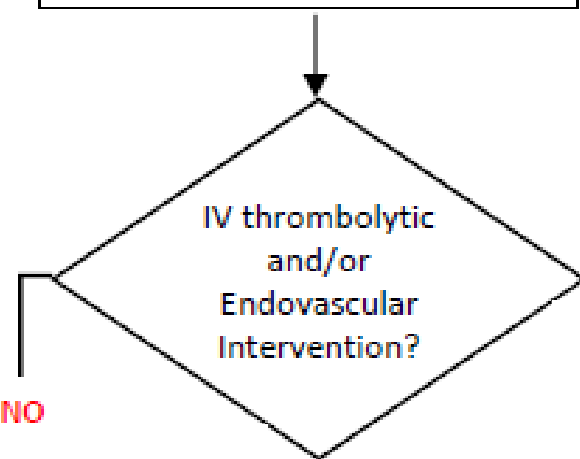 IV thrombolytic
and/or
Endovascular
Intervention?
NO